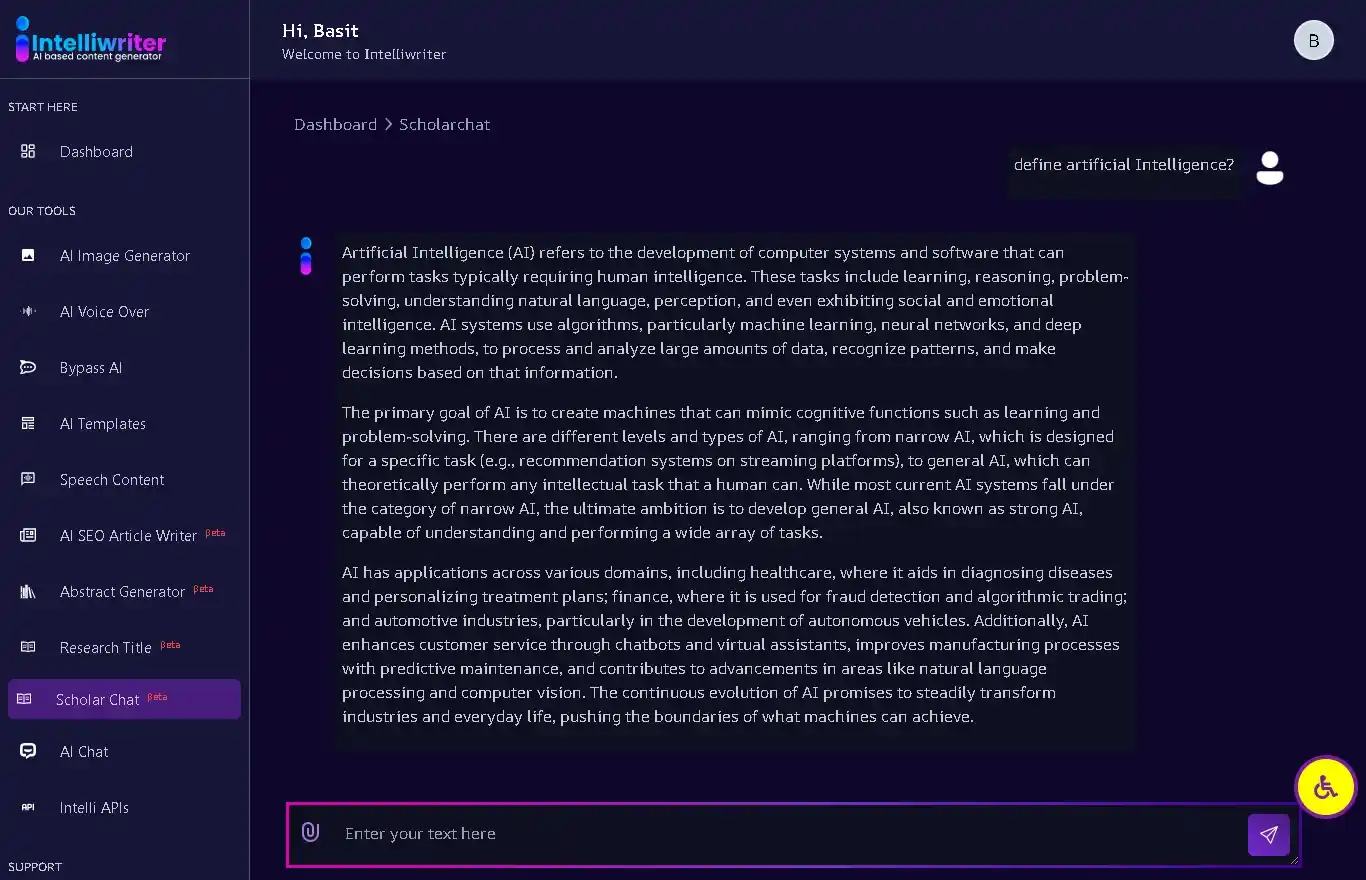 Intelliwriter
AI based content generator
Hi, Basit
Welcome to Intelliwriter
B
START HERE
Dashboard
OUR TOOLS
AI Image Generator
AI Voice Over
Bypass AI
AI Templates
Speech Content
AI SEO Article Writer Beta
Abstract Generator Beta
Research Title Beta
Scholar Chat Beta
AI Chat
API Intelli APIs
SUPPORT
Dashboard > Scholarchat
define artificial Intelligence?
Artificial Intelligence (AI) refers to the development of computer systems and software that can
perform tasks typically requiring human intelligence. These tasks include learning, reasoning, problem-
solving, understanding natural language, perception, and even exhibiting social and emotional
intelligence. AI systems use algorithms, particularly machine learning, neural networks, and deep
learning methods, to process and analyze large amounts of data, recognize patterns, and make
decisions based on that information.
The primary goal of AI is to create machines that can mimic cognitive functions such as learning and
problem-solving. There are different levels and types of AI, ranging from narrow AI, which is designed
for a specific task (e.g., recommendation systems on streaming platforms), to general AI, which can
theoretically perform any intellectual task that a human can. While most current AI systems fall under
the category of narrow AI, the ultimate ambition is to develop general AI, also known as strong AI,
capable of understanding and performing a wide array of tasks.
AI has applications across various domains, including healthcare, where it aids in diagnosing diseases
and personalizing treatment plans; finance, where it is used for fraud detection and algorithmic trading;
and automotive industries, particularly in the development of autonomous vehicles. Additionally, AI
enhances customer service through chatbots and virtual assistants, improves manufacturing processes
with predictive maintenance, and contributes to advancements in areas like natural language
processing and computer vision. The continuous evolution of AI promises to steadily transform
industries and everyday life, pushing the boundaries of what machines can achieve.
Enter your text here